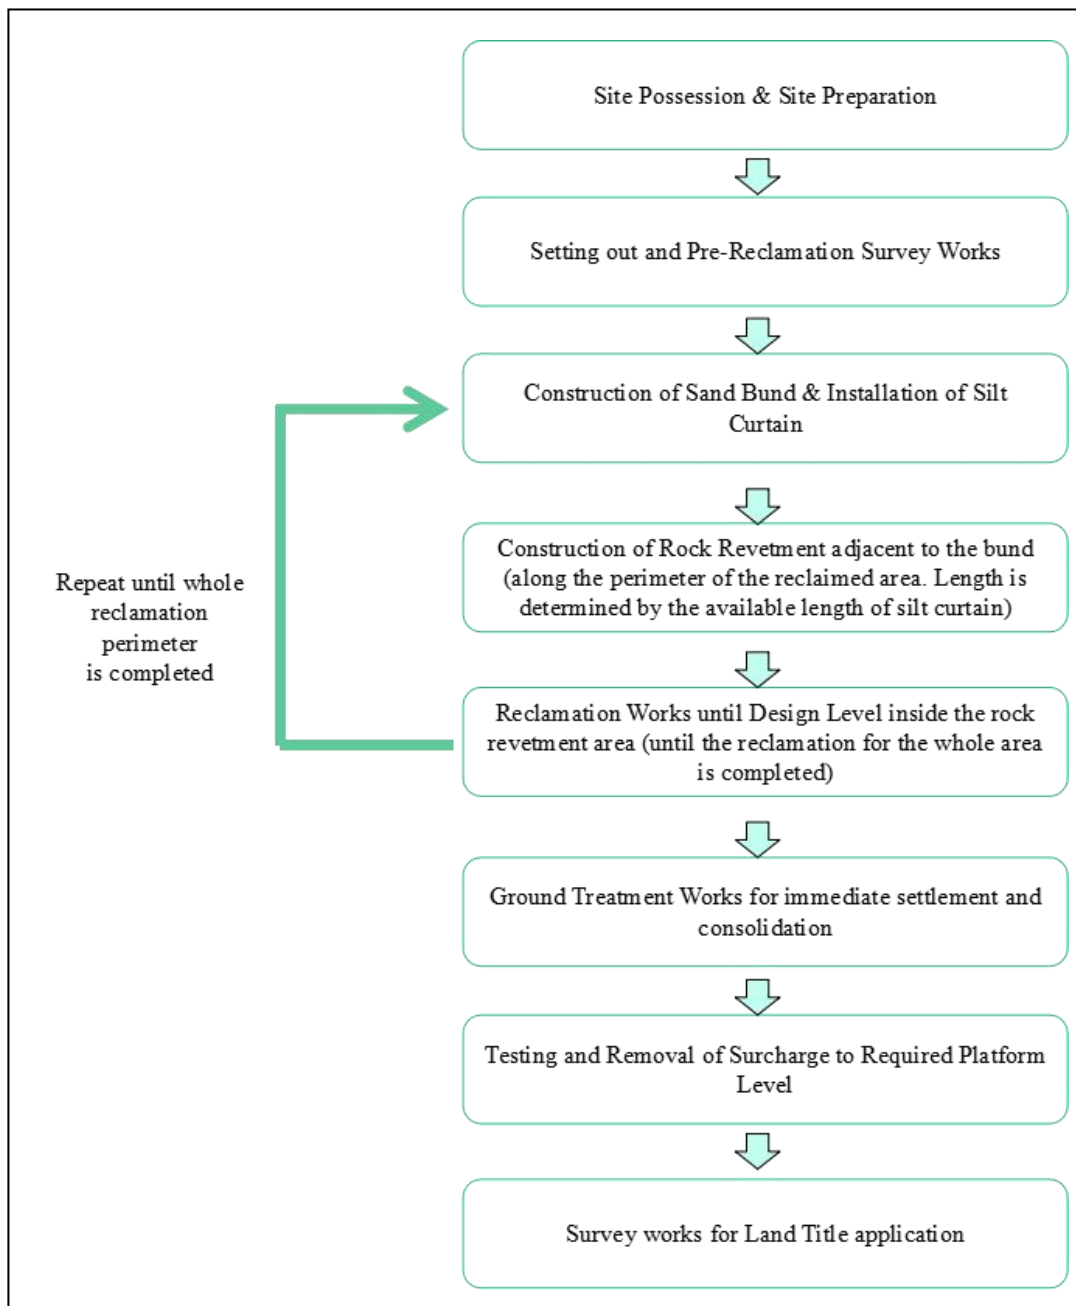 Site Possession & Site Preparation
Setting out and Pre-Reclamation Survey Works
Construction of Sand Bund & Installation of Silt
Curtain
Construction of Rock Revetment adjacent to the bund
(along the perimeter of the reclaimed area. Length is
determined by the available length of silt curtain)
Repeat until whole
reclamation
perimeter
is completed
Reclamation Works until Design Level inside the rock
revetment area (until the reclamation for the whole area
is completed)
Ground Treatment Works for immediate settlement and
consolidation
Testing and Removal of Surcharge to Required Platform
Level
Survey works for Land Title application